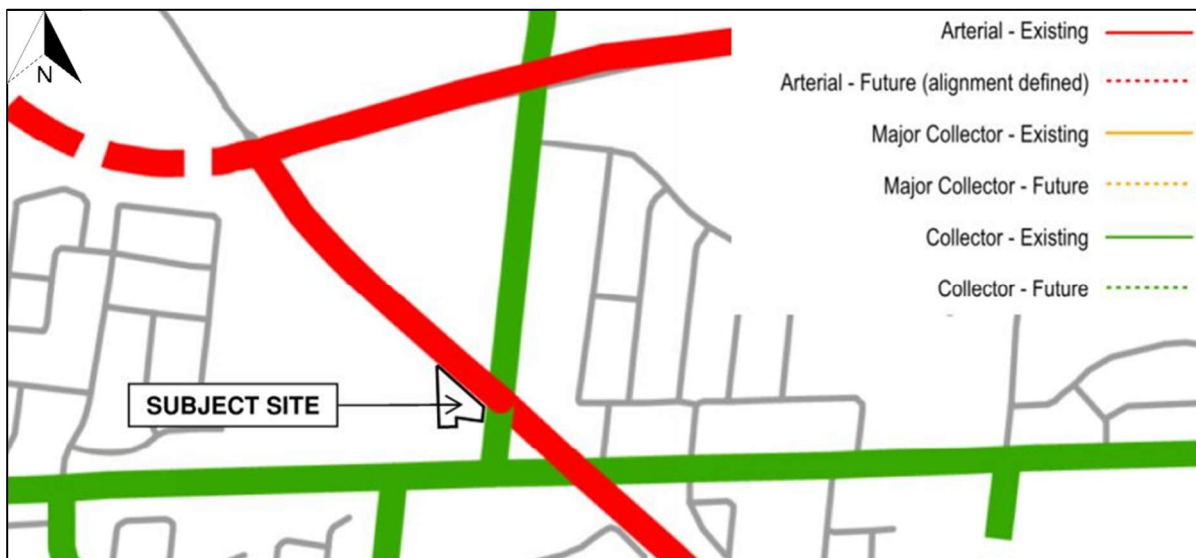 N
Arterial - Existing
Arterial - Future (alignment defined)
Major Collector - Existing
Major Collector - Future
Collector - Existing
Collector - Future
SUBJECT SITE